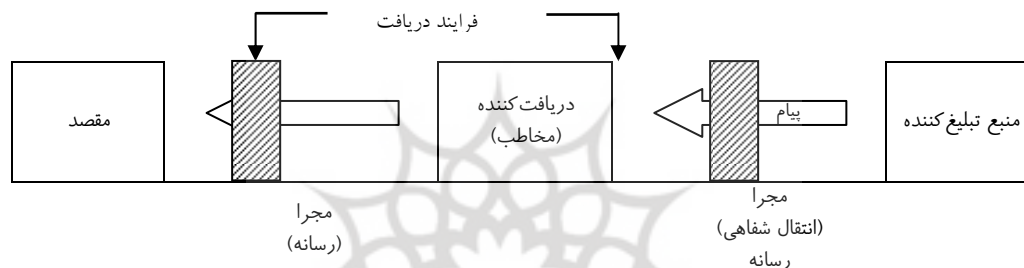 فرایند دریافت
منبع تبلیغ‌کننده
پیام
دریافت‌کننده
(مخاطب)
مقصد
مجرا
(انتقال شفاهی)
رسانه
مجرا
(رسانه)